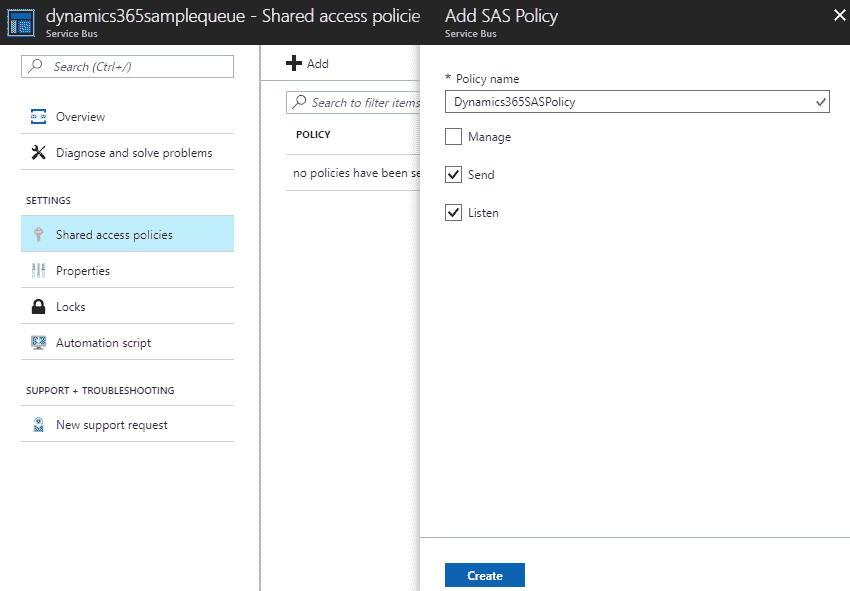 dynamics365samplequeue - Shared access policie
Service Bus
Search (Ctrl+/)
Overview
Diagnose and solve problems
SETTINGS
Shared access policies
Properties
Locks
Automation script
SUPPORT + TROUBLESHOOTING
New support request
Add
Search to filter items
POLICY
no policies have been se
Add SAS Policy
Service Bus
* Policy name
Dynamics365SASPolicy
Manage
Send
Listen
Create